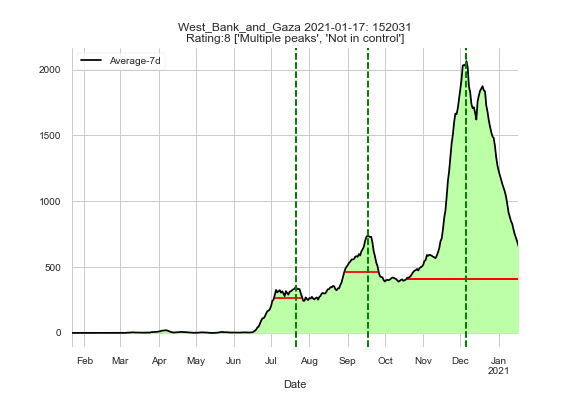 West_Bank_and_Gaza 2021-01-17: 152031
Rating:8 ['Multiple peaks', 'Not in control']
Average-7d
2000
1500
1000
500
0
Feb Mar Apr May Jun Jul Aug Sep Oct Nov Dec Jan
2021
Date